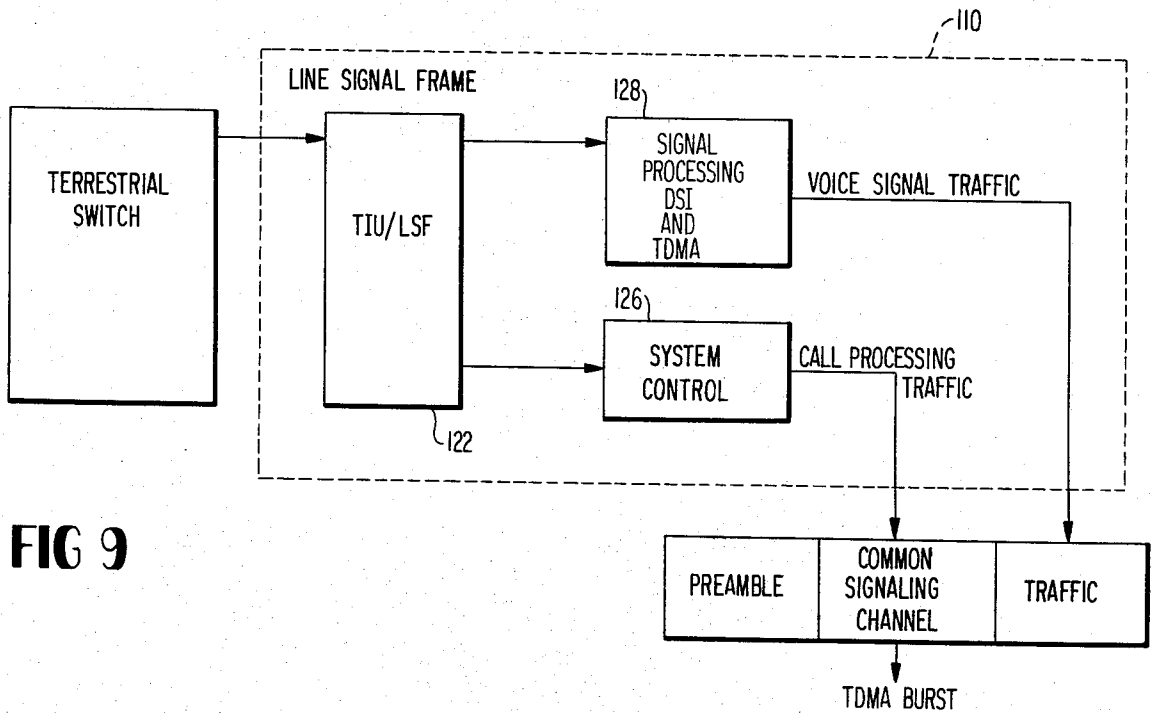 110
LINE SIGNAL FRAME
128
TERRESTRIAL
SWITCH
TIU/LSF
SIGNAL
PROCESSING
DSI
AND
TDMA
VOICE SIGNAL TRAFFIC
126
SYSTEM
CONTROL
CALL PROCESSING
TRAFFIC
122
FIG 9
PREAMBLE
COMMON
SIGNALING
CHANNEL
TRAFFIC
TDMA BURST